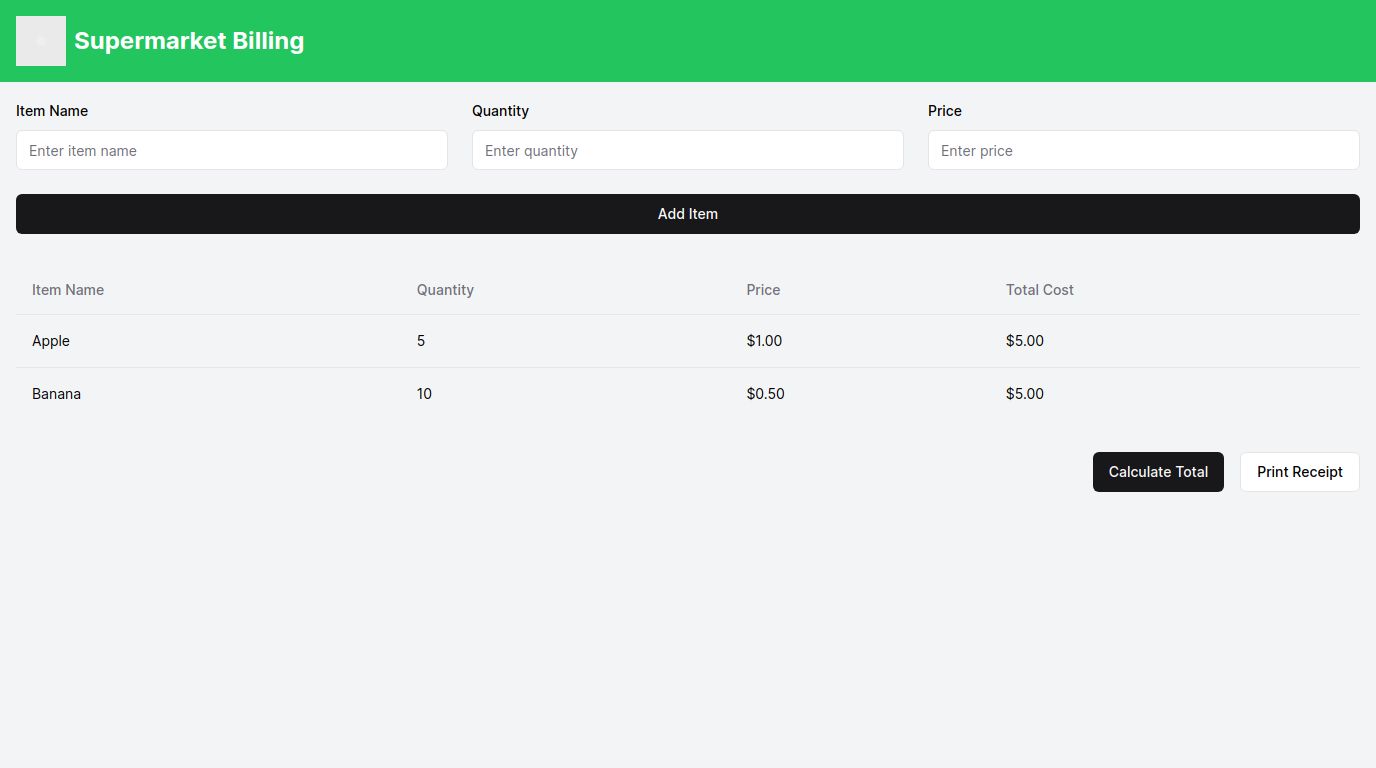 Supermarket Billing
Item Name Quantity Price
Enter item name Enter quantity Enter price
Add Item
Item Name Quantity Price Total Cost
Apple 5 $1.00 $5.00
Banana 10 $0.50 $5.00
Calculate Total Print Receipt